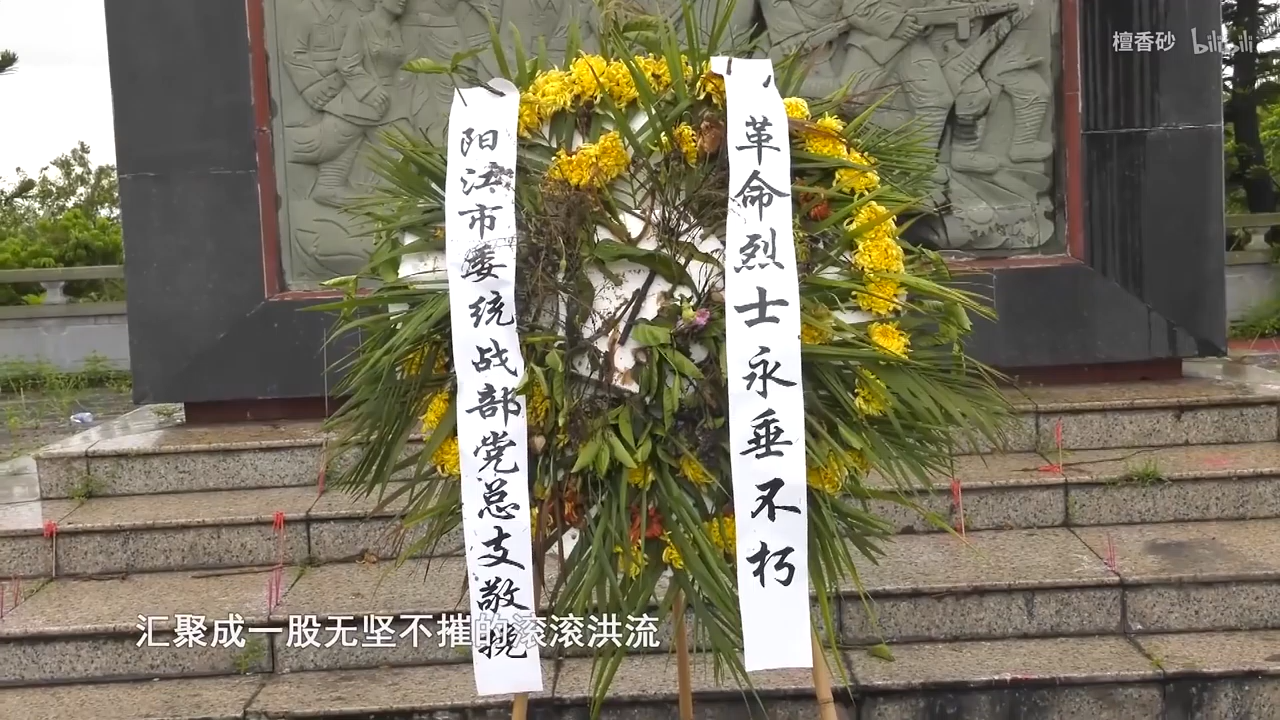 檀香砂 bilibili
革命烈士永垂不朽
阳江市委统战部党总支敬挽
汇聚成一股无坚不摧的滚滚洪流